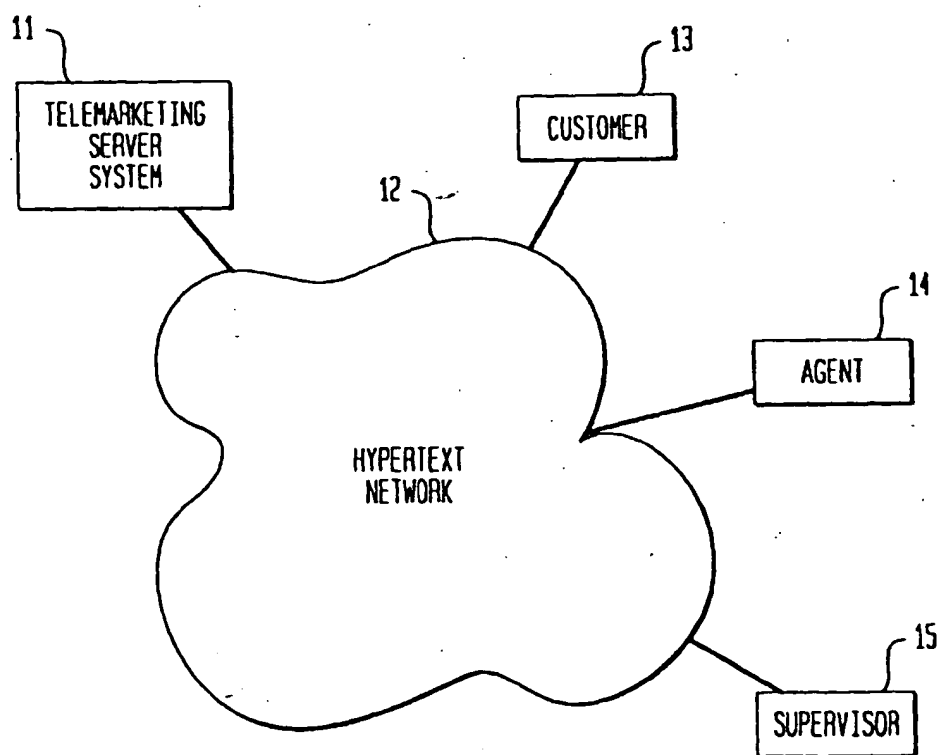 11
TELEMARKETING
SERVER
SYSTEM
13
CUSTOMER
12
14
AGENT
HYPERTEXT
NETWORK
15
SUPERVISOR